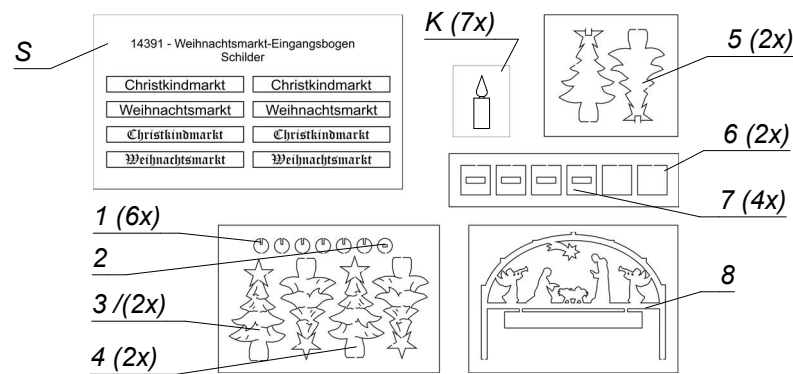 S
14391 - Weihnachtsmarkt-Eingangsbogen
Schilder
Christkindmarkt Christkindmarkt
Weihnachtsmarkt Weihnachtsmarkt
Christkindmarkt Christkindmarkt
Weihnachtsmarkt Weihnachtsmarkt
K (7x)
5 (2x)
6 (2x)
7 (4x)
1 (6x)
2
3 /(2x)
4 (2x)
8